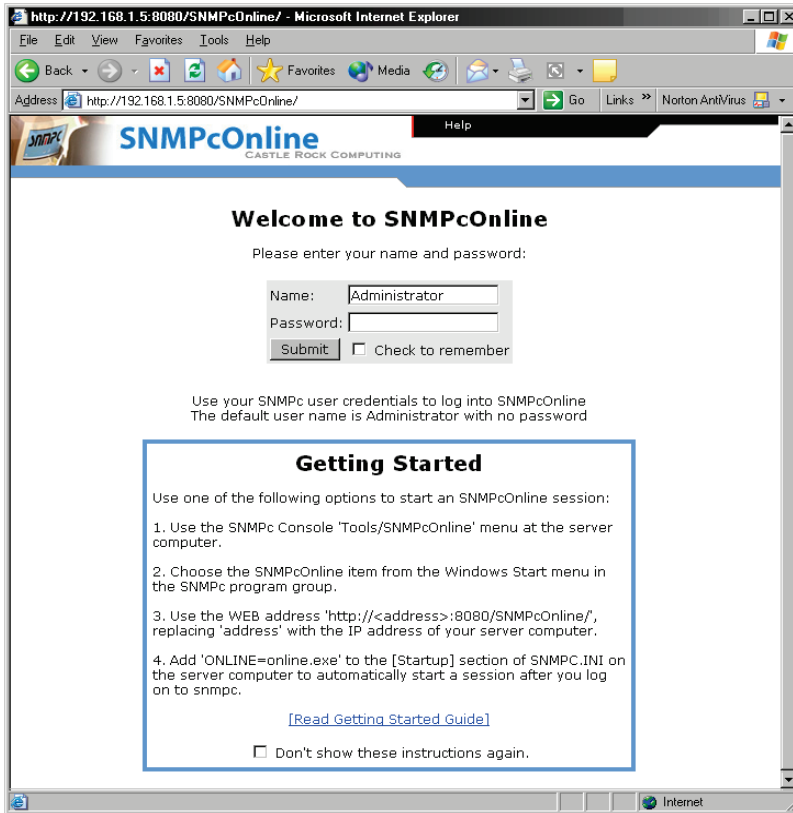 http://192.168.1.5:8080/SNMPcOnline/ - Microsoft Internet Explorer
File Edit View Favorites Tools Help
Back Favorites Media
Address http://192.168.1.5:8080/SNMPcOnline/ Go Links » Norton AntiVirus
Help
snmpc SNMPcOnline
CASTLE ROCK COMPUTING
Welcome to SNMPcOnline
Please enter your name and password:
Name: Administrator
Password:
Submit Check to remember
Use your SNMPc user credentials to log into SNMPcOnline
The default user name is Administrator with no password
Getting Started
Use one of the following options to start an SNMPcOnline session:
1. Use the SNMPc Console 'Tools/SNMPcOnline' menu at the server
computer.
2. Choose the SNMPcOnline item from the Windows Start menu in
the SNMPc program group.
3. Use the WEB address 'http://<address>:8080/SNMPcOnline/',
replacing 'address' with the IP address of your server computer.
4. Add 'ONLINE=online.exe' to the [Startup] section of SNMPC.INI on
the server computer to automatically start a session after you log
on to snmpc.
[Read Getting Started Guide]
Don't show these instructions again.
Internet